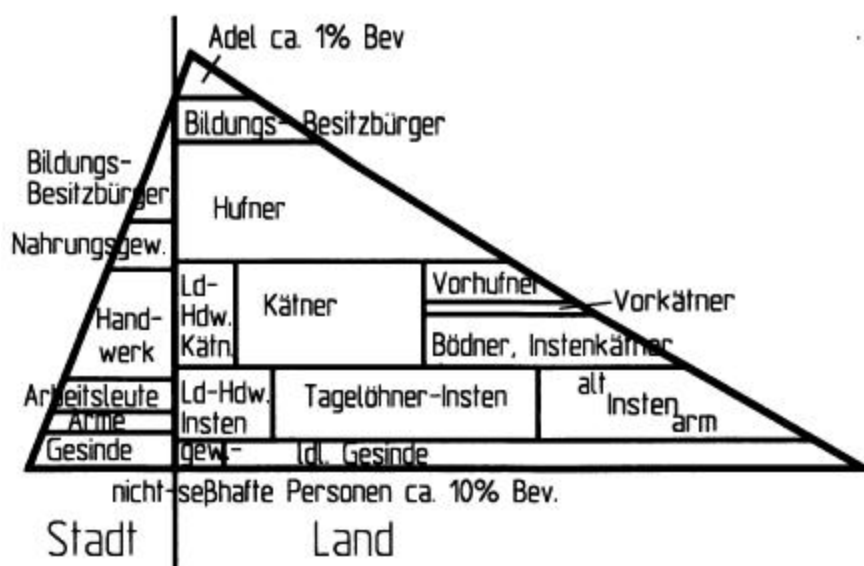 Adel ca. 1% Bev
Bildungs- Besitzbürger
Bildungs-
Besitzbürger
Hufner
Nahrungsgew.
Ld-
Hdw.
Kätn.
Kätner
Vorhufner
Vorkätner
Hand-
werk
Bödner, Instenkätner
Arbeitsleute
Arme
Gesinde
Ld-Hdw.
Insten
Tagelöhner-Insten
alt
Insten
arm
gew.-
ldl. Gesinde
nicht-seßhafte Personen ca. 10% Bev.
Stadt
Land